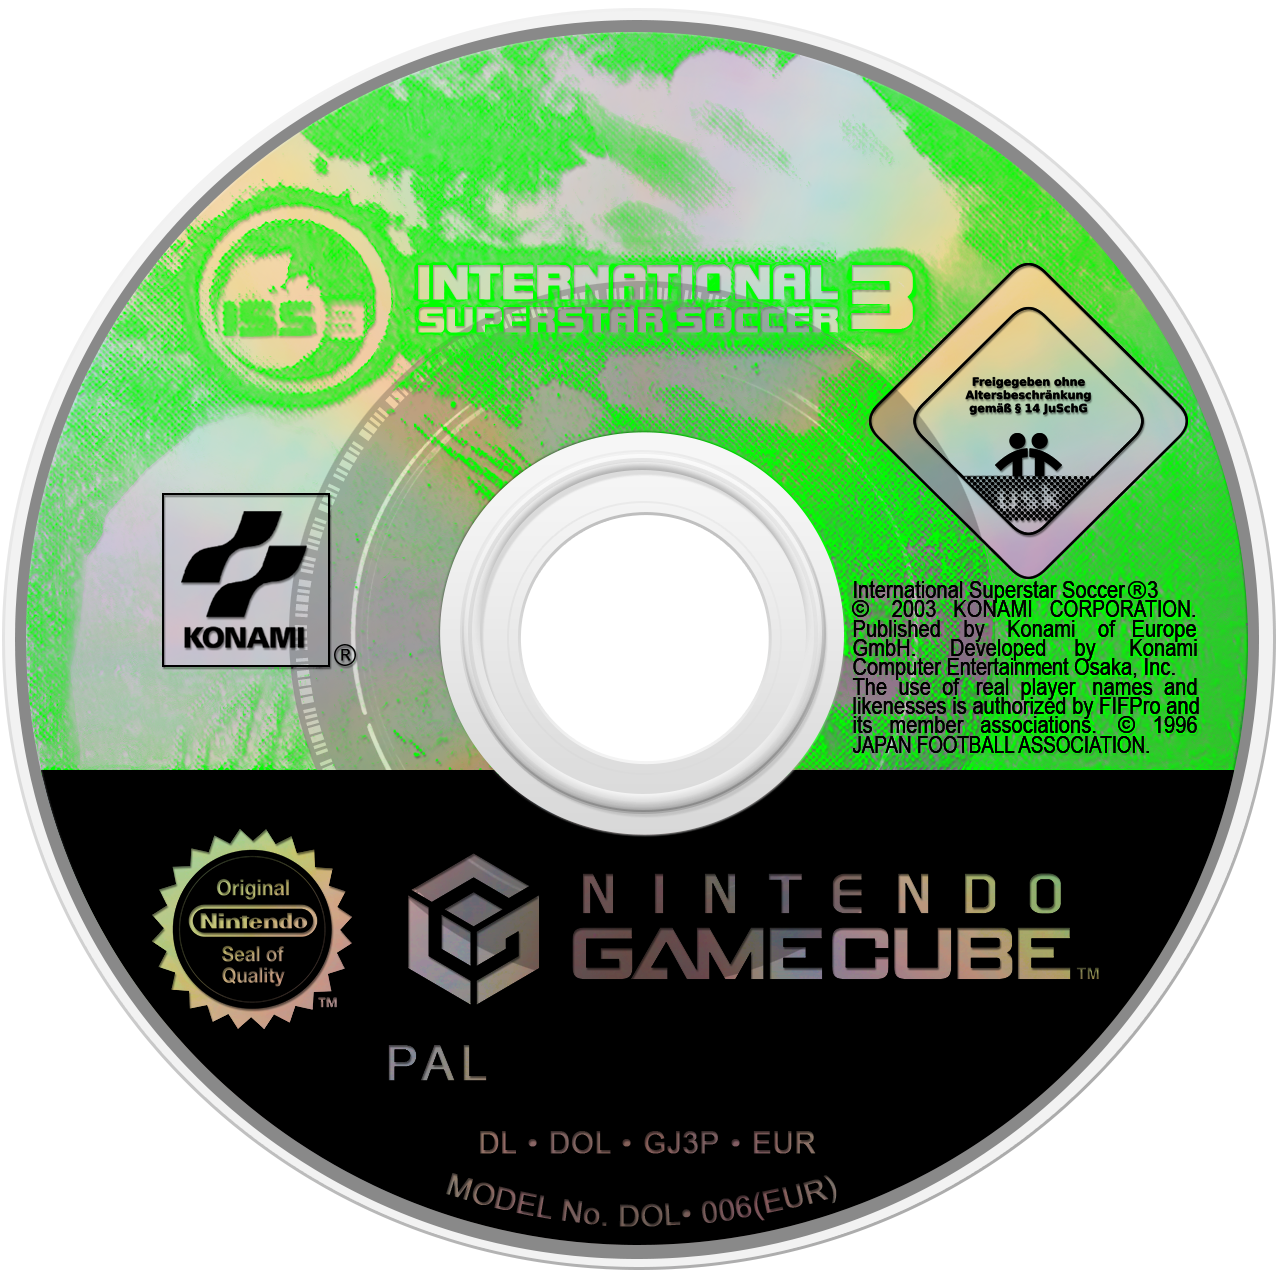 ISS 3
INTERNATIONAL
SUPERSTAR SOCCER 3
Freigegeben ohne
Altersbeschränkung
gemäß § 14 JuSchG
usk
KONAMI
®
International Superstar Soccer®3
© 2003 KONAMI CORPORATION.
Published by Konami of Europe
GmbH. Developed by Konami
Computer Entertainment Osaka, Inc.
The use of real player names and
likenesses is authorized by FIFPro and
its member associations. © 1996
JAPAN FOOTBALL ASSOCIATION.
Original
Nintendo
Seal of
Quality
TM
NINTENDO
GAMECUBE TM
PAL
DL • DOL • GJ3P • EUR
MODEL No. DOL• 006(EUR)